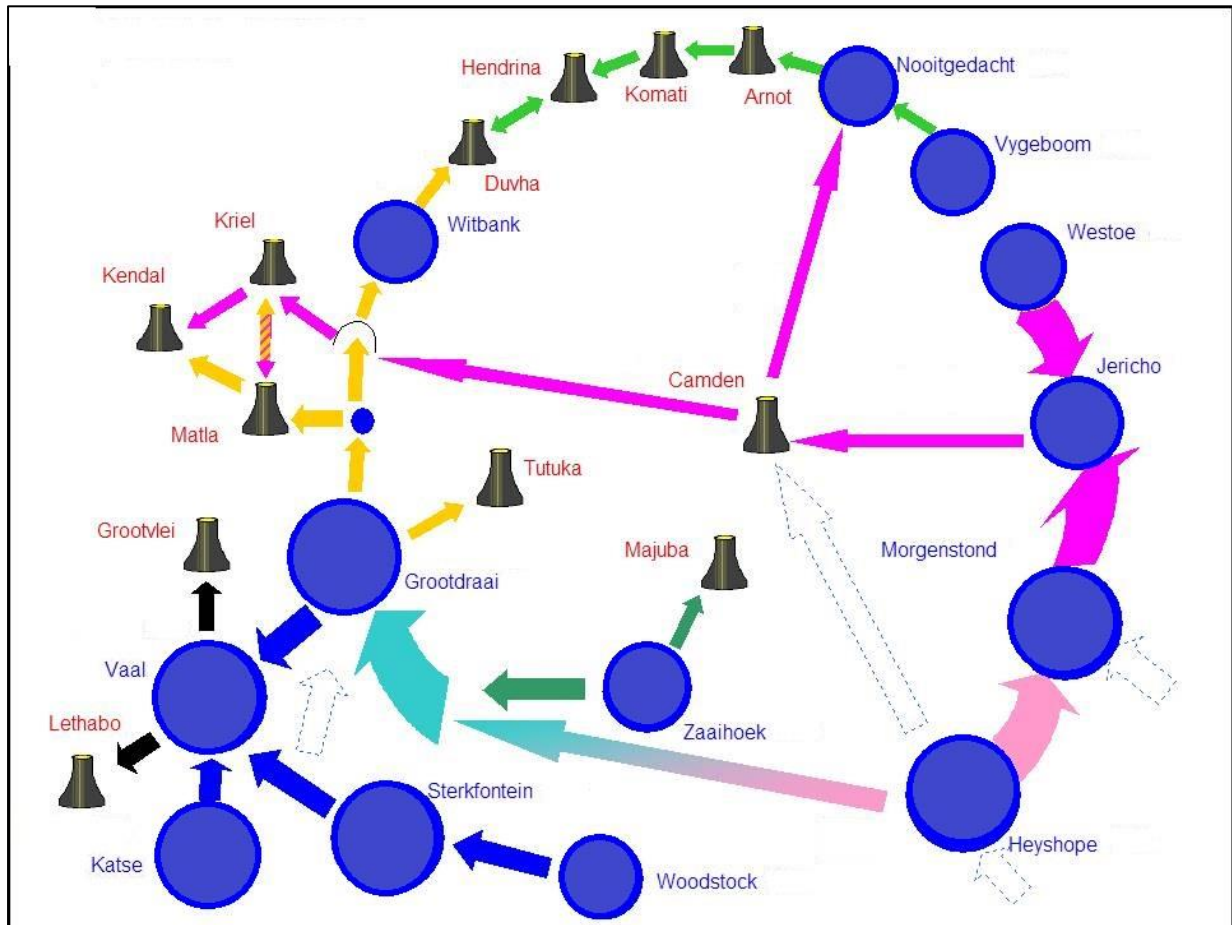 Hendrina
Komati
Arnot
Nooitgedacht
Vygeboom
Duvha
Kriel
Witbank
Westoe
Kendal
Jericho
Camden
Matla
Tutuka
Grootvlei
Majuba
Morgenstond
Grootdraai
Vaal
Lethabo
Zaaihoek
Sterkfontein
Heyshope
Katse
Woodstock